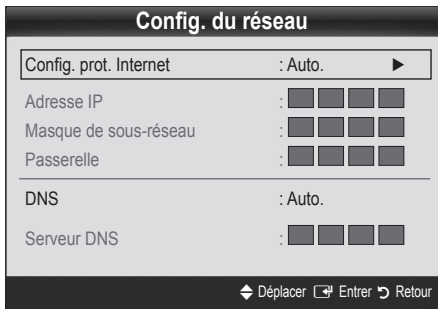 Config. du réseau
Config. prot. Internet : Auto. ►
Adresse IP :
Masque de sous-réseau :
Passerelle :
DNS : Auto.
Serveur DNS :
Déplacer Entrer Retour